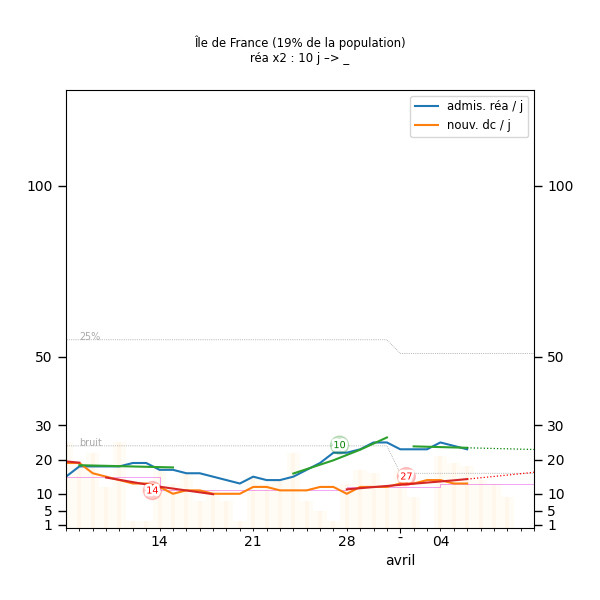 Île de France (19% de la population)
réa x2 : 10 j –> _
admis. réa / j
nouv. dc / j
100 100
25%
50 50
30 30
bruit 10
20 20
27
14
10 10
5 5
1 1
14 21 28 - 04
avril